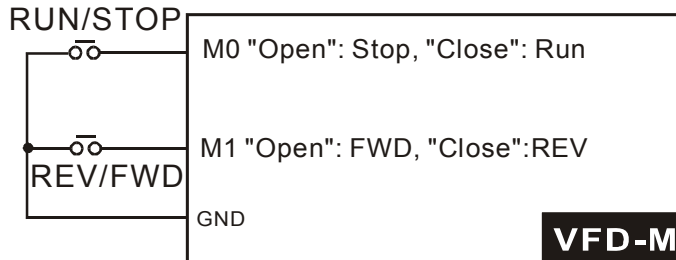 RUN/STOP
M0 "Open": Stop, "Close": Run
M1 "Open": FWD, "Close":REV
REV/FWD
GND
VFD-M